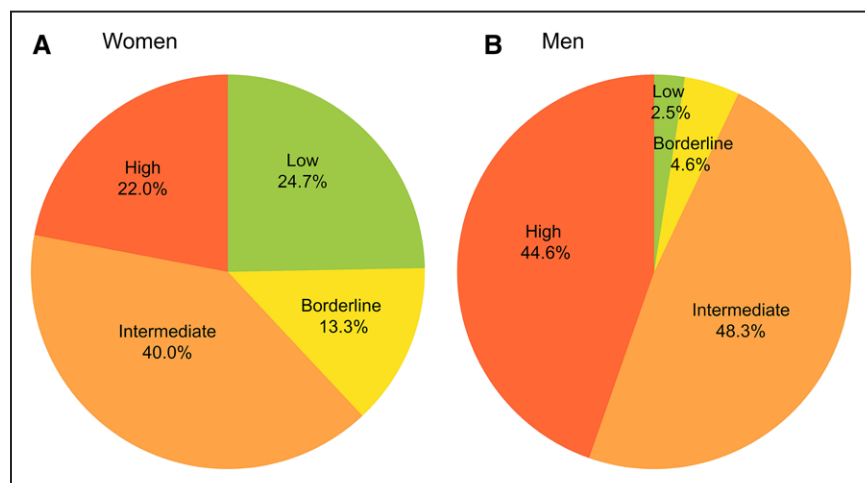 A Women
Low
24.7%
Borderline
13.3%
Intermediate
40.0%
High
22.0%
B Men
Low
2.5%
Borderline
4.6%
Intermediate
48.3%
High
44.6%